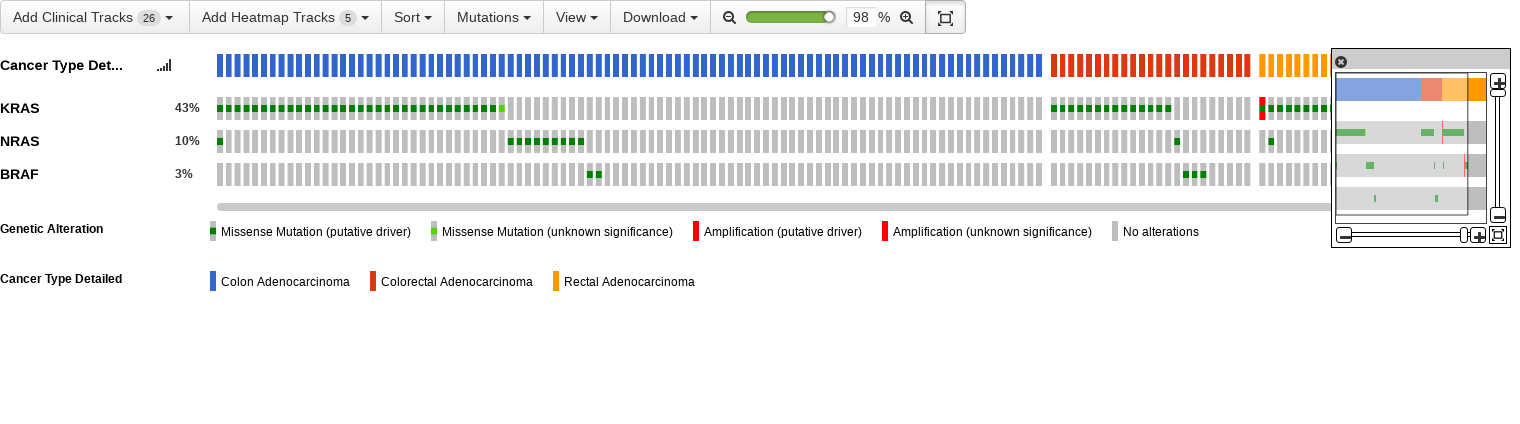 Add Clinical Tracks 26 Add Heatmap Tracks 5 Sort Mutations View Download 98 %
Cancer Type Det...
KRAS 43%
NRAS 10%
BRAF 3%
Genetic Alteration Missense Mutation (putative driver) Missense Mutation (unknown significance) Amplification (putative driver) Amplification (unknown significance) No alterations
Cancer Type Detailed Colon Adenocarcinoma Colorectal Adenocarcinoma Rectal Adenocarcinoma